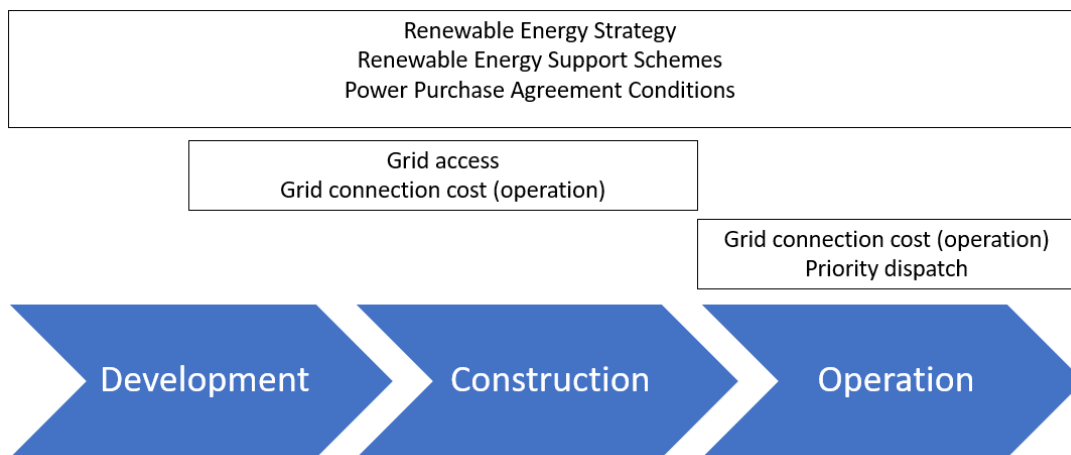 Renewable Energy Strategy
Renewable Energy Support Schemes
Power Purchase Agreement Conditions
Grid access
Grid connection cost (operation)
Grid connection cost (operation)
Priority dispatch
Development
Construction
Operation